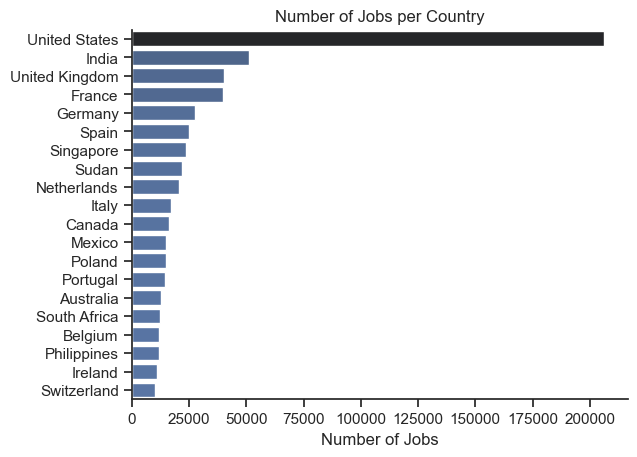 Number of Jobs per Country
United States
India
United Kingdom
France
Germany
Spain
Singapore
Sudan
Netherlands
Italy
Canada
Mexico
Poland
Portugal
Australia
South Africa
Belgium
Philippines
Ireland
Switzerland
0 25000 50000 75000 100000 125000 150000 175000 200000
Number of Jobs